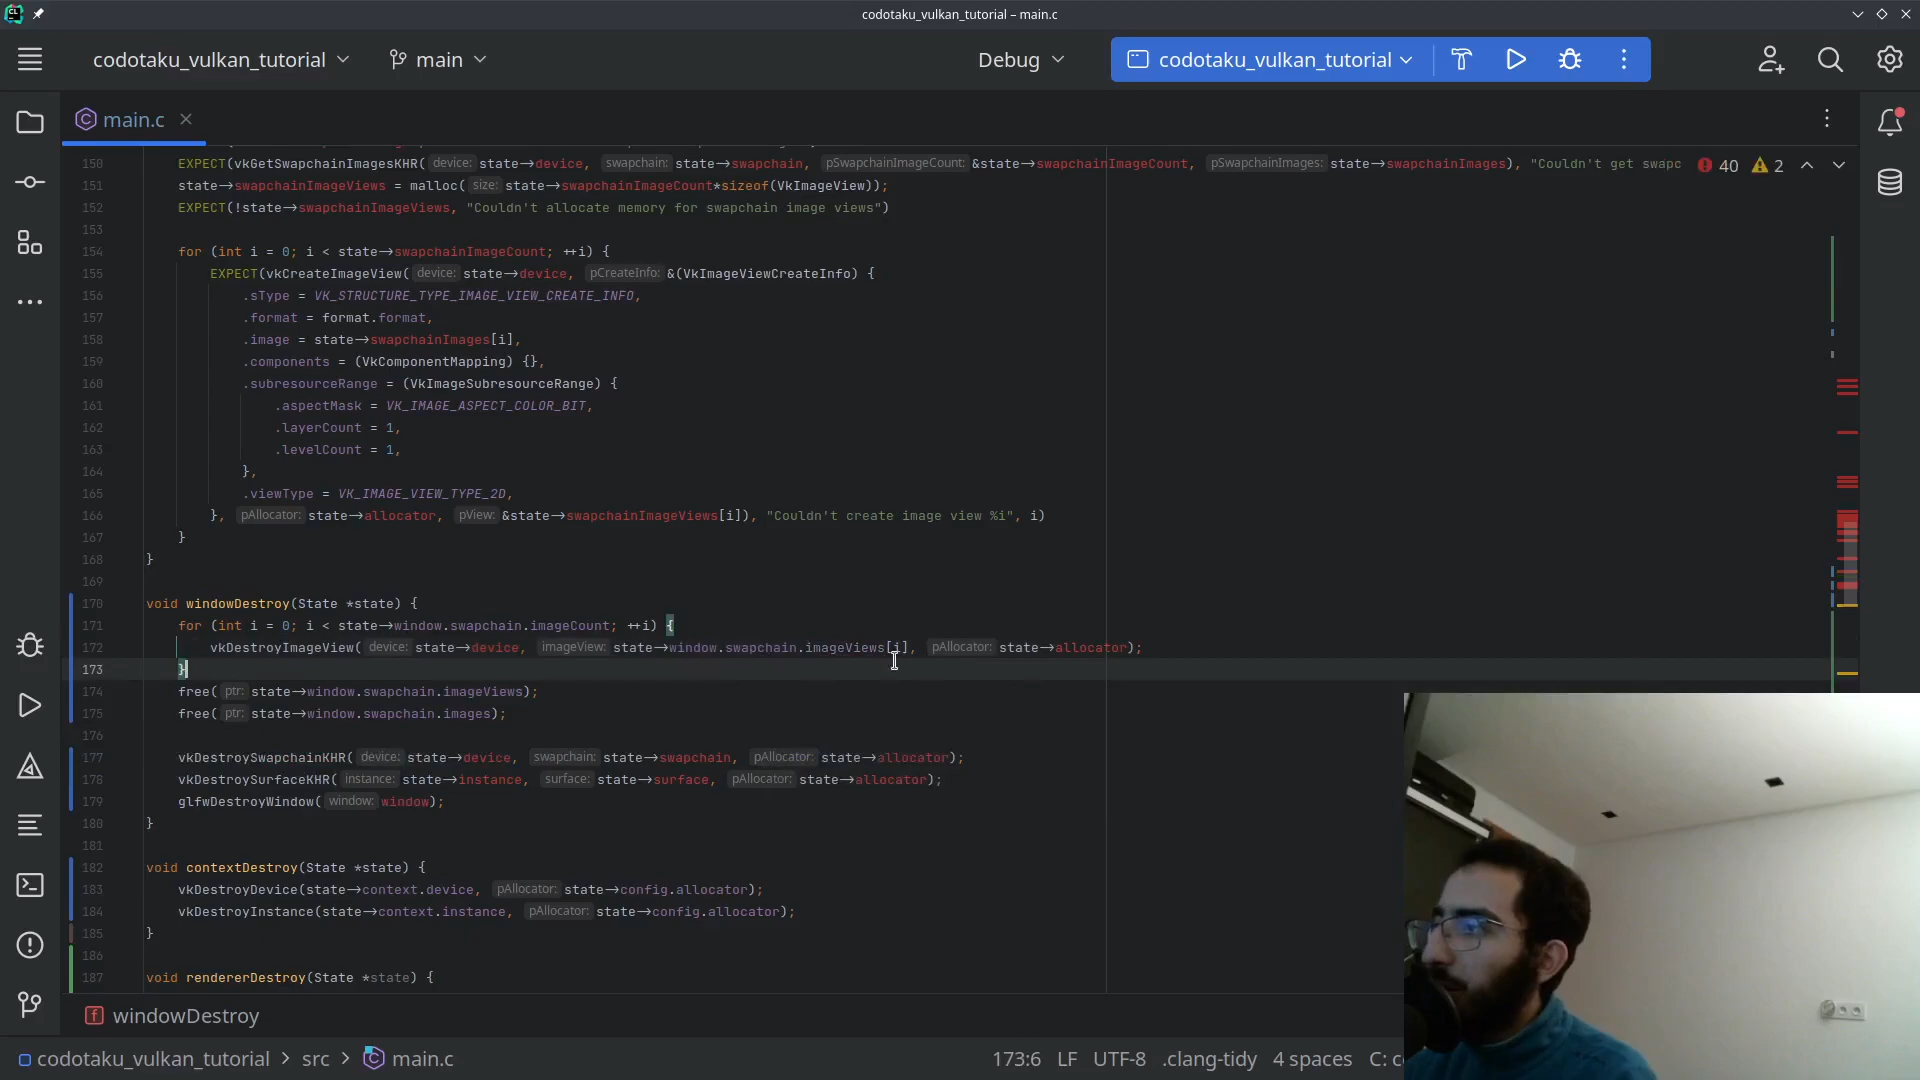 codotaku_vulkan_tutorial – main.c
codotaku_vulkan_tutorial
main
Debug
codotaku_vulkan_tutorial
main.c
150 EXPECT(vkGetSwapchainImagesKHR( device: state→device, swapchain: state→swapchain, pSwapchainImageCount: &state→swapchainImageCount, pSwapchainImages: state→swapchainImages), "Couldn't get swapc
40 2
151 state→swapchainImageViews = malloc( size: state→swapchainImageCount*sizeof(VkImageView));
152 EXPECT(!state→swapchainImageViews, "Couldn't allocate memory for swapchain image views")
153
154 for (int i = 0; i < state→swapchainImageCount; ++i) {
155 EXPECT(vkCreateImageView( device: state→device, pCreateInfo: &(VkImageViewCreateInfo) {
156 .sType = VK_STRUCTURE_TYPE_IMAGE_VIEW_CREATE_INFO,
157 .format = format.format,
158 .image = state→swapchainImages[i],
159 .components = (VkComponentMapping) {},
160 .subresourceRange = (VkImageSubresourceRange) {
161 .aspectMask = VK_IMAGE_ASPECT_COLOR_BIT,
162 .layerCount = 1,
163 .levelCount = 1,
164 },
165 .viewType = VK_IMAGE_VIEW_TYPE_2D,
166 }, pAllocator: state→allocator, pView: &state→swapchainImageViews[i]), "Couldn't create image view %i", i)
167 }
168 }
169
170 void windowDestroy(State *state) {
171 for (int i = 0; i < state→window.swapchain.imageCount; ++i) {
172 vkDestroyImageView( device: state→device, imageView: state→window.swapchain.imageViews[i], pAllocator: state→allocator);
173 }
174 free( ptr: state→window.swapchain.imageViews);
175 free( ptr: state→window.swapchain.images);
176
177 vkDestroySwapchainKHR( device: state→device, swapchain: state→swapchain, pAllocator: state→allocator);
178 vkDestroySurfaceKHR( instance: state→instance, surface: state→surface, pAllocator: state→allocator);
179 glfwDestroyWindow( window: window);
180 }
181
182 void contextDestroy(State *state) {
183 vkDestroyDevice(state→context.device, pAllocator: state→config.allocator);
184 vkDestroyInstance(state→context.instance, pAllocator: state→config.allocator);
185 }
186
187 void rendererDestroy(State *state) {
windowDestroy
codotaku_vulkan_tutorial > src > main.c
173:6 LF UTF-8 .clang-tidy 4 spaces C: co